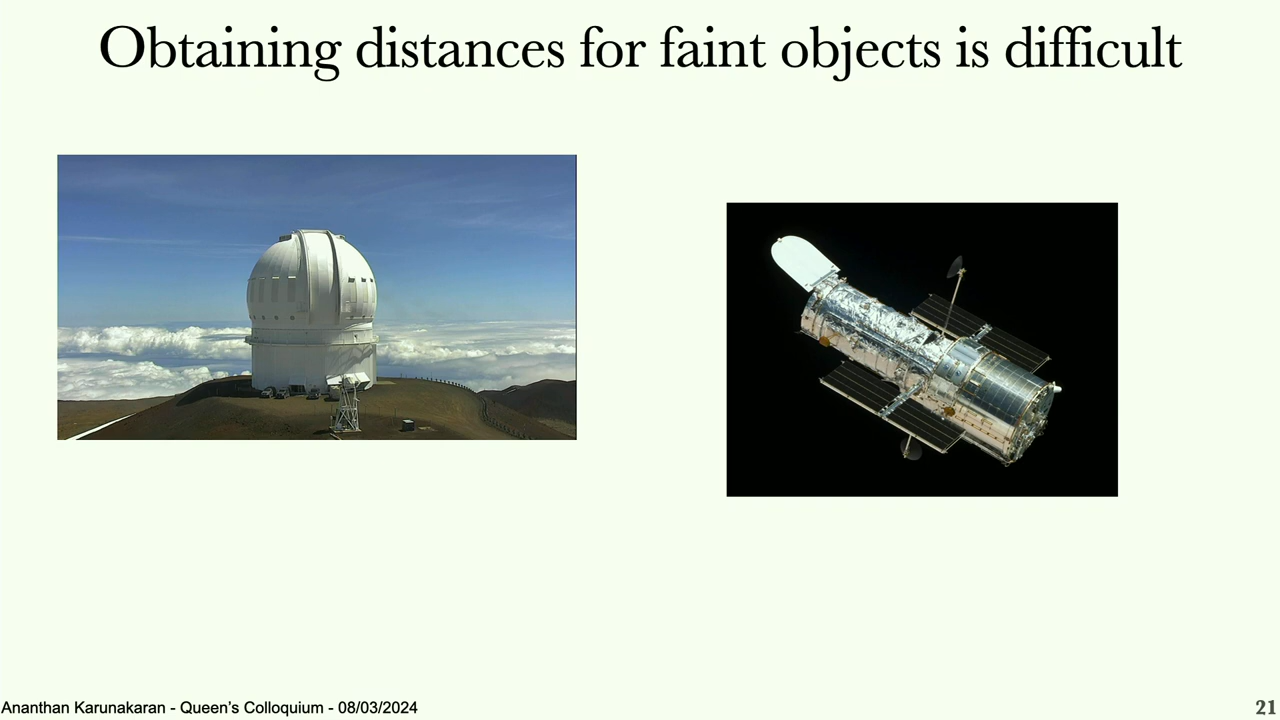 Obtaining distances for faint objects is difficult
Ananthan Karunakaran - Queen’s Colloquium - 08/03/2024
21